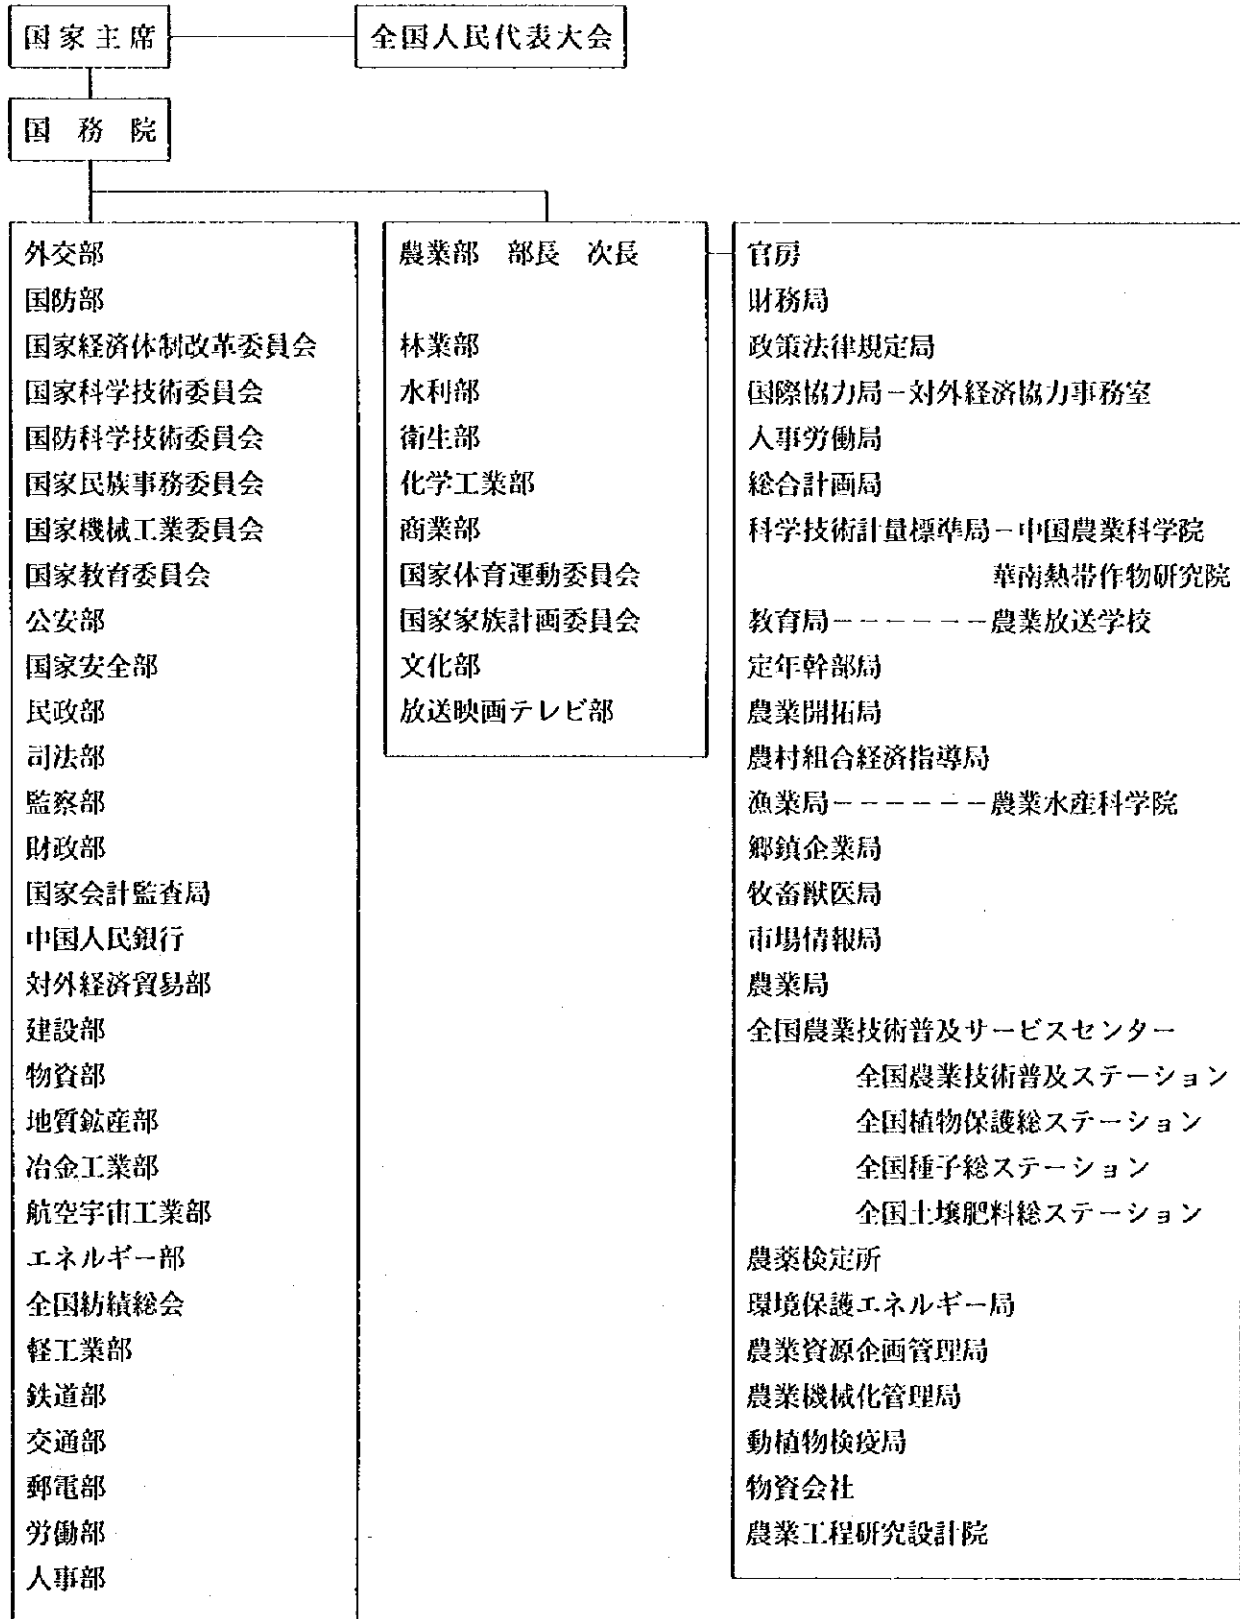 国家主席
全国人民代表大会
国務院
外交部
国防部
国家経済体制改革委員会
国家科学技術委員会
国防科学技術委員会
国家民族事務委員会
国家機械工業委員会
国家教育委員会
公安部
国家安全部
民政部
司法部
監察部
財政部
国家会計監査局
中国人民銀行
対外経済貿易部
建設部
物資部
地質鉱産部
冶金工業部
航空宇宙工業部
エネルギー部
全国紡績総会
軽工業部
鉄道部
交通部
郵電部
労働部
人事部
農業部 部長 次長
林業部
水利部
衛生部
化学工業部
商業部
国家体育運動委員会
国家家族計画委員会
文化部
放送映画テレビ部
官房
財務局
政策法律規定局
国際協力局－対外経済協力事務室
人事労働局
総合計画局
科学技術計量標準局－中国農業科学院
華南熱帯作物研究院
教育局－－－－－－農業放送学校
定年幹部局
農業開拓局
農村組合経済指導局
漁業局－－－－－－農業水産科学院
郷鎮企業局
牧畜獣医局
市場情報局
農業局
全国農業技術普及サービスセンター
全国農業技術普及ステーション
全国植物保護総ステーション
全国種子総ステーション
全国土壌肥料総ステーション
農薬検定所
環境保護エネルギー局
農業資源企画管理局
農業機械化管理局
動植物検疫局
物資会社
農業工程研究設計院